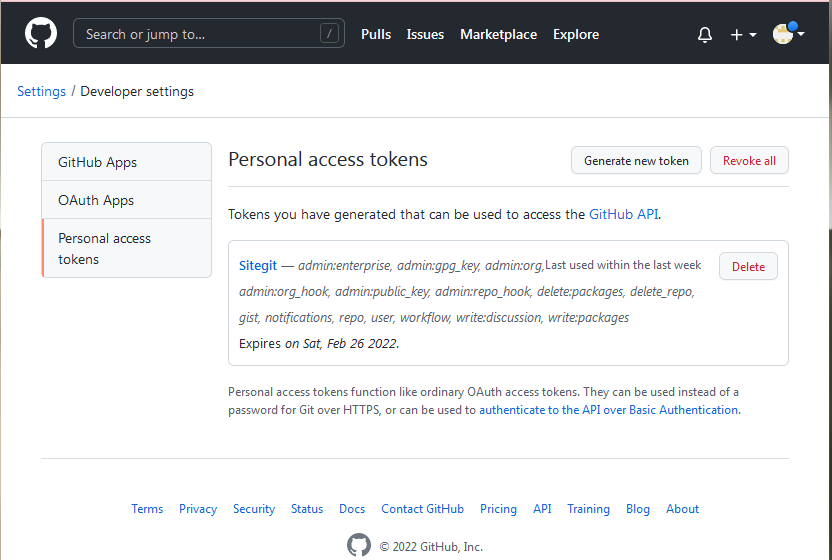 Search or jump to... /
Pulls Issues Marketplace Explore
Settings / Developer settings
GitHub Apps
OAuth Apps
Personal access
tokens
Personal access tokens
Generate new token
Revoke all
Tokens you have generated that can be used to access the GitHub API.
Sitegit — admin:enterprise, admin:gpg_key, admin:org, Last used within the last week
Delete
admin:org_hook, admin:public_key, admin:repo_hook, delete:packages, delete_repo,
gist, notifications, repo, user, workflow, write:discussion, write:packages
Expires on Sat, Feb 26 2022.
Personal access tokens function like ordinary OAuth access tokens. They can be used instead of a
password for Git over HTTPS, or can be used to authenticate to the API over Basic Authentication.
Terms Privacy Security Status Docs Contact GitHub Pricing API Training Blog About
© 2022 GitHub, Inc.